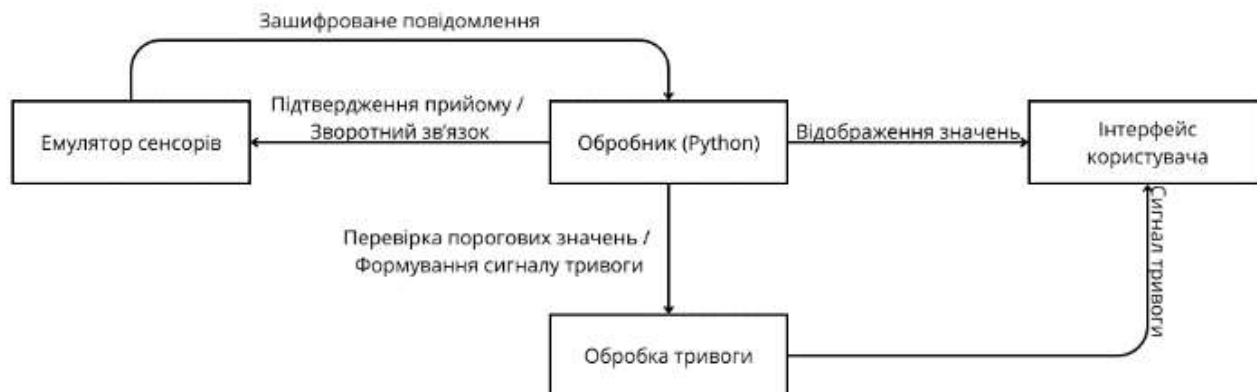 Зашифроване повідомлення
Підтвердження прийому /
Зворотний зв'язок
Емулятор сенсорів
Обробник (Python)
Відображення значень
Інтерфейс
користувача
Перевірка порогових значень /
Формування сигналу тривоги
Сигнал тривоги
Обробка тривоги